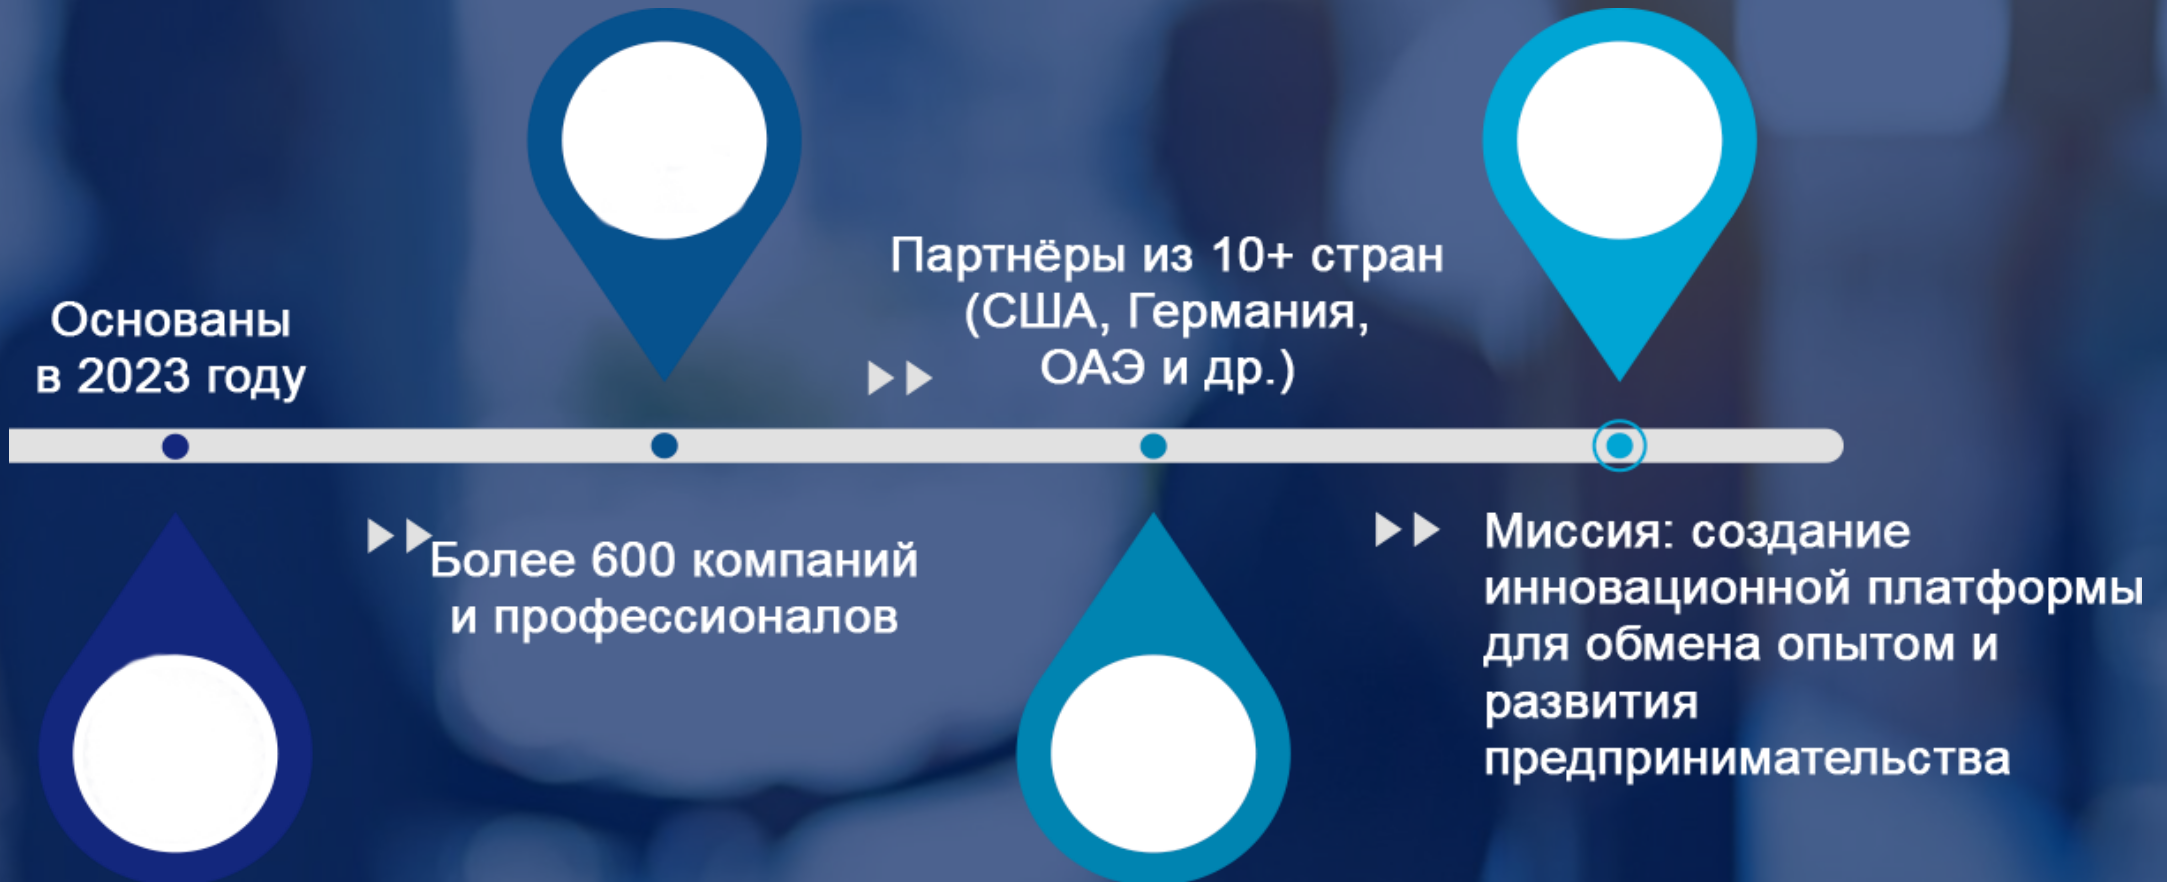 Основаны
в 2023 году
Более 600 компаний
и профессионалов
Партнёры из 10+ стран
(США, Германия,
ОАЭ и др.)
Миссия: создание
инновационной платформы
для обмена опытом и
развития
предпринимательства